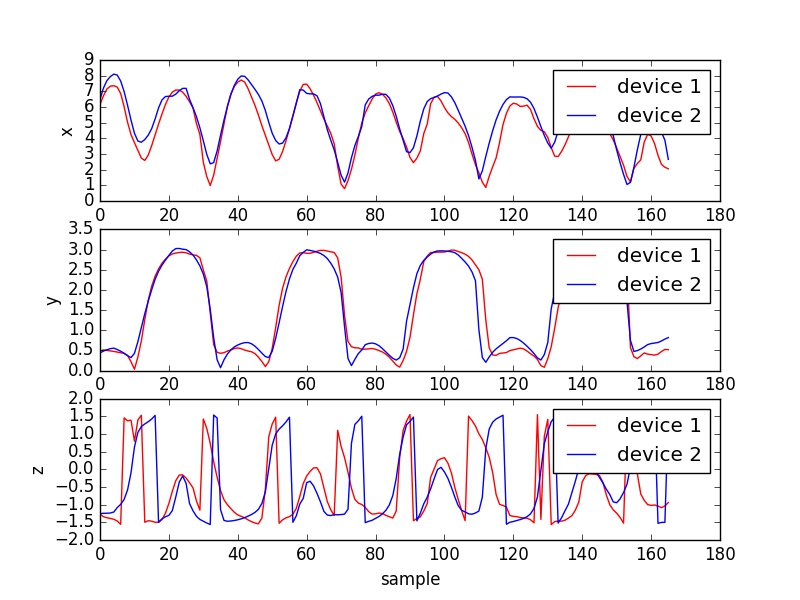 9
8
7
6
5
4
3
2
1
0
x
device 1
device 2
0 20 40 60 80 100 120 140 160 180
3.5
3.0
2.5
2.0
1.5
1.0
0.5
0.0
y
device 1
device 2
0 20 40 60 80 100 120 140 160 180
2.0
1.5
1.0
0.5
0.0
−0.5
−1.0
−1.5
−2.0
z
device 1
device 2
0 20 40 60 80 100 120 140 160 180
sample